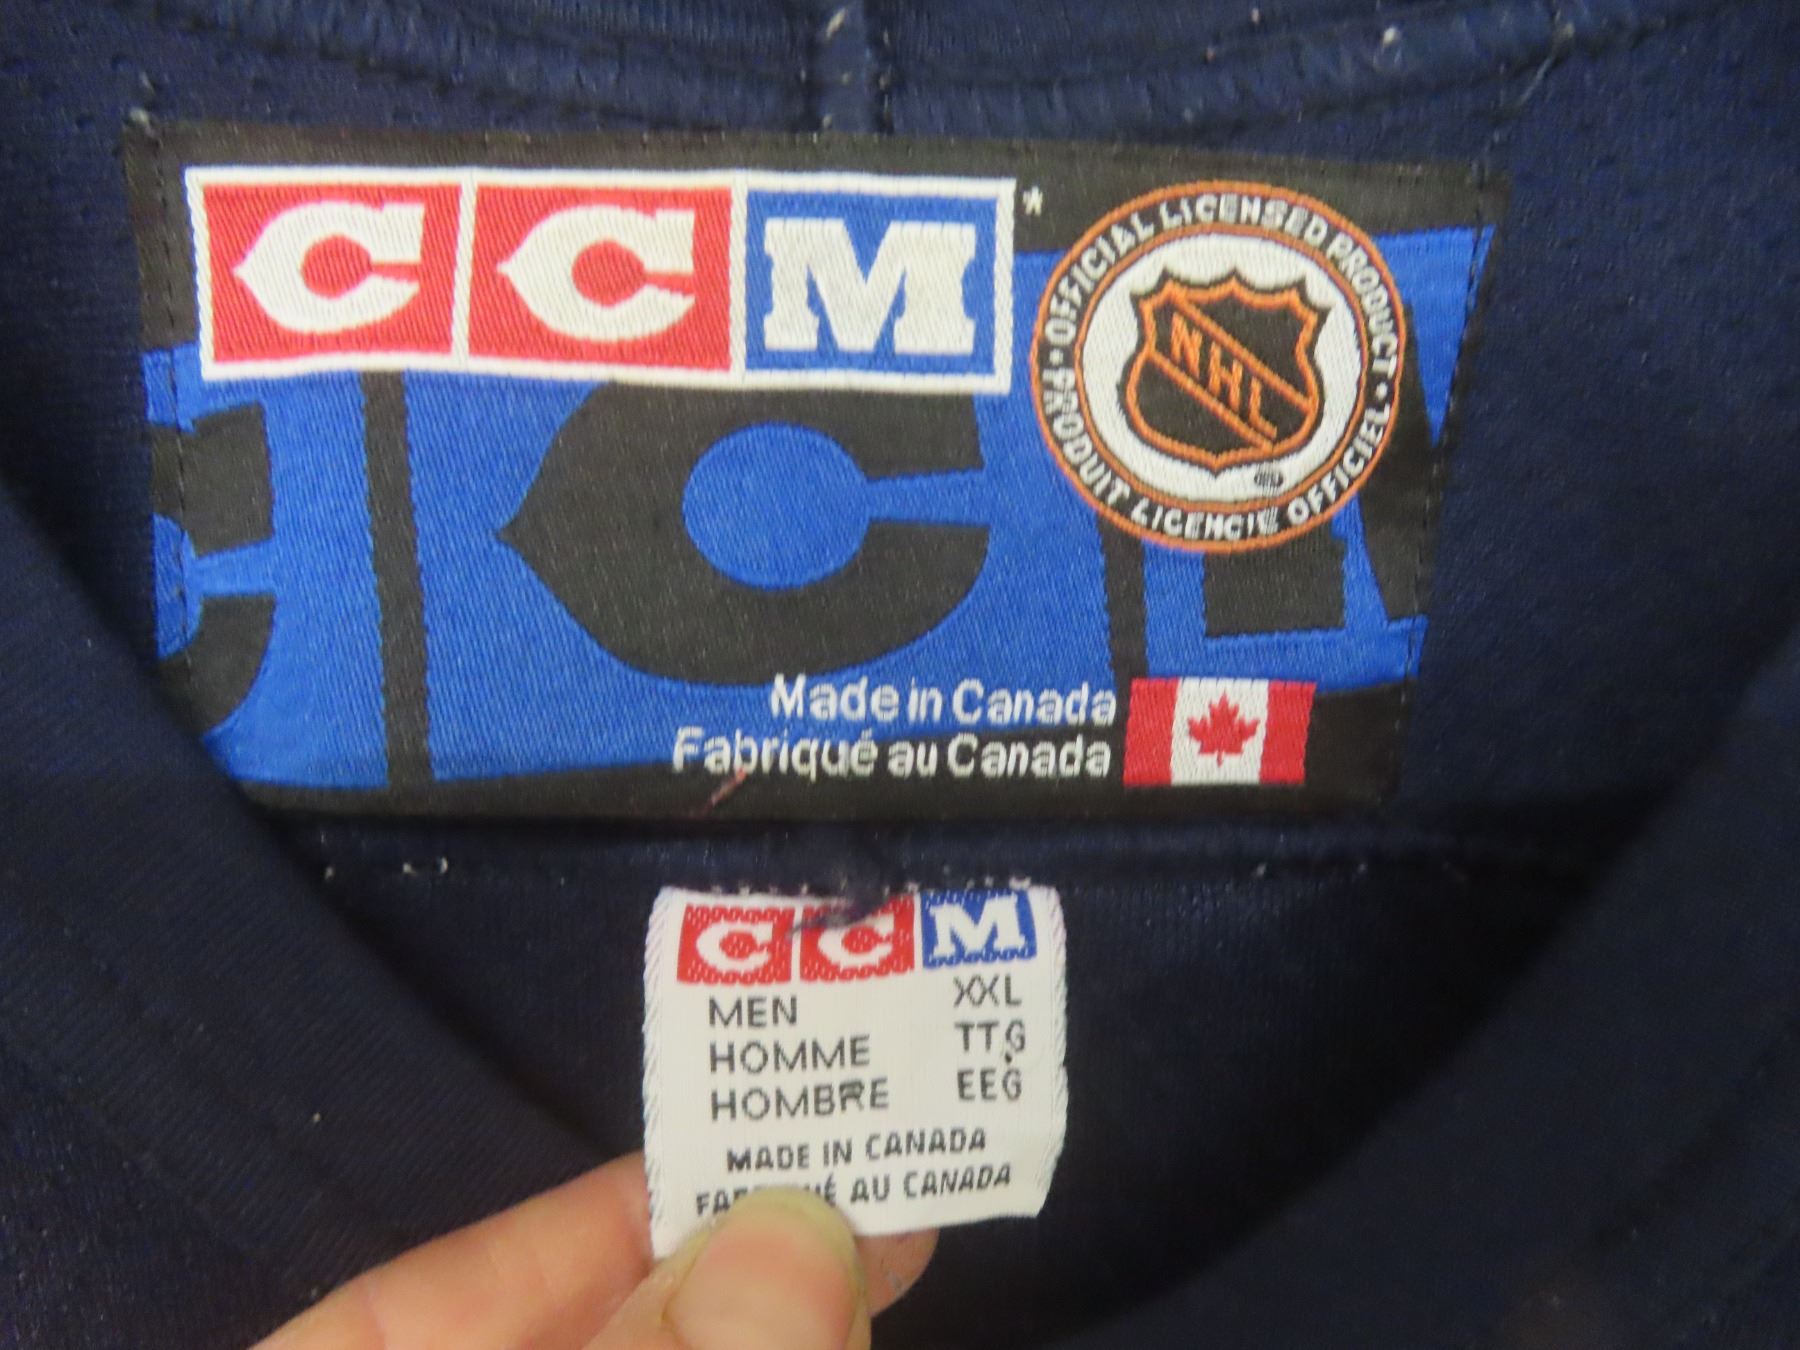 CCM*
OFFICIAL LICENSED PRODUCT •
PRODUIT LICENCIE OFFICIEL •
NHL
C
Made in Canada
Fabriqué au Canada
CCM
MEN XXL
HOMME TTG
HOMBRE EEG
MADE IN CANADA
AU CANADA